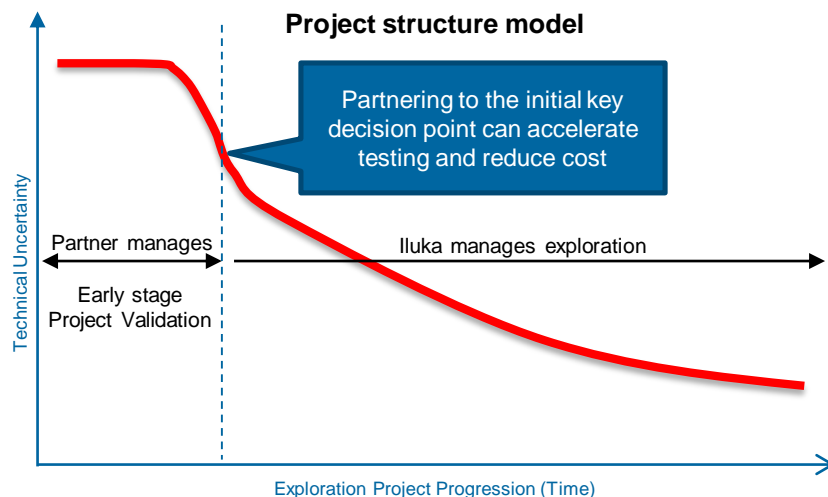 Project structure model
Partnering to the initial key
decision point can accelerate
testing and reduce cost
Partner manages
Iluka manages exploration
Early stage
Project Validation
Technical Uncertainty
Exploration Project Progression (Time)